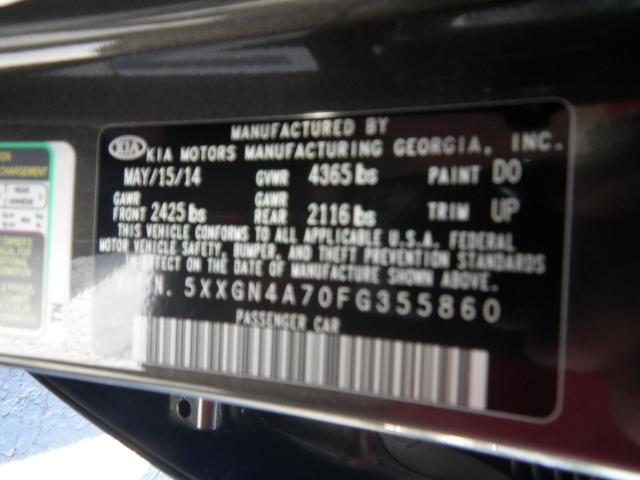 MANUFACTURED BY
KIA KIA MOTORS MANUFACTURING GEORGIA, INC.
MAY/15/14 GVWR 4365 lbs PAINT DO
GAWR FRONT 2425 lbs GAWR REAR 2116 lbs TRIM UP
THIS VEHICLE CONFORMS TO ALL APPLICABLE U.S.A. FEDERAL
MOTOR VEHICLE SAFETY, BUMPER, AND THEFT PREVENTION STANDARDS
IN EFFECT ON THE DATE OF MANUFACTURE SHOWN ABOVE.
V.I.N. 5XXGN4A70FG355860
PASSENGER CAR